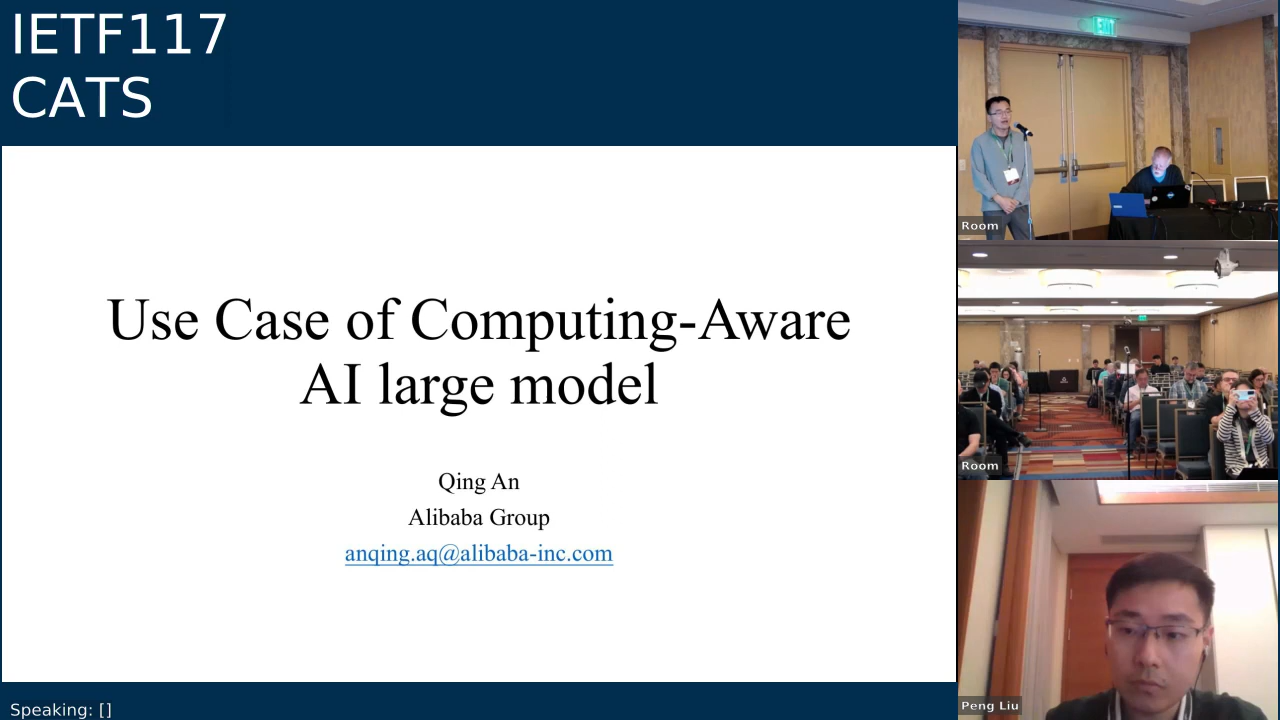 IETF117
CATS
Use Case of Computing-Aware
AI large model
Qing An
Alibaba Group
anqing.aq@alibaba-inc.com
Speaking: []
EXIT
Room
Room
Peng Liu